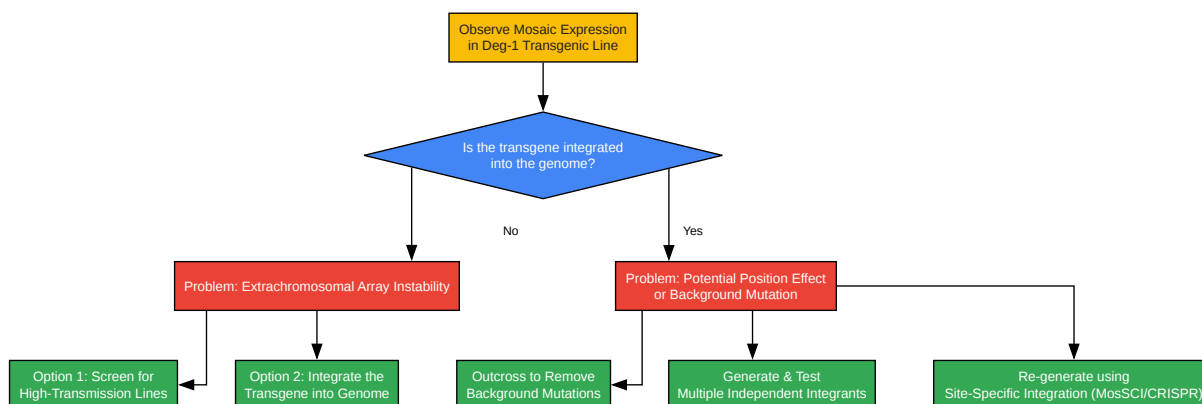 Observe Mosaic Expression
in Deg-1 Transgenic Line
Is the transgene integrated
into the genome?
No
Yes
Problem: Extrachromosomal Array Instability
Problem: Potential Position Effect
or Background Mutation
Option 1: Screen for
High-Transmission Lines
Option 2: Integrate the
Transgene into Genome
Outcross to Remove
Background Mutations
Generate & Test
Multiple Independent Integrants
Re-generate using
Site-Specific Integration (MosSCI/CRISPR)